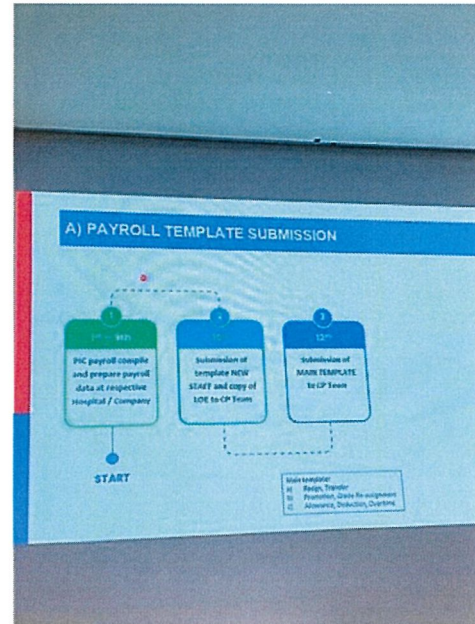 A) PAYROLL TEMPLATE SUBMISSION
1
3
12TH
PIC payroll compile
and prepare payroll
data at respective
Hospital / Company
Submission of
template NEW
STAFF and copy of
LOE to CP Team
Submission of
MAIN TEMPLATE
to CP Team
START
Main template:
a) Resign, Transfer
b) Promotion, Grade Re-assignment
c) Allowance, Deduction, Overtime